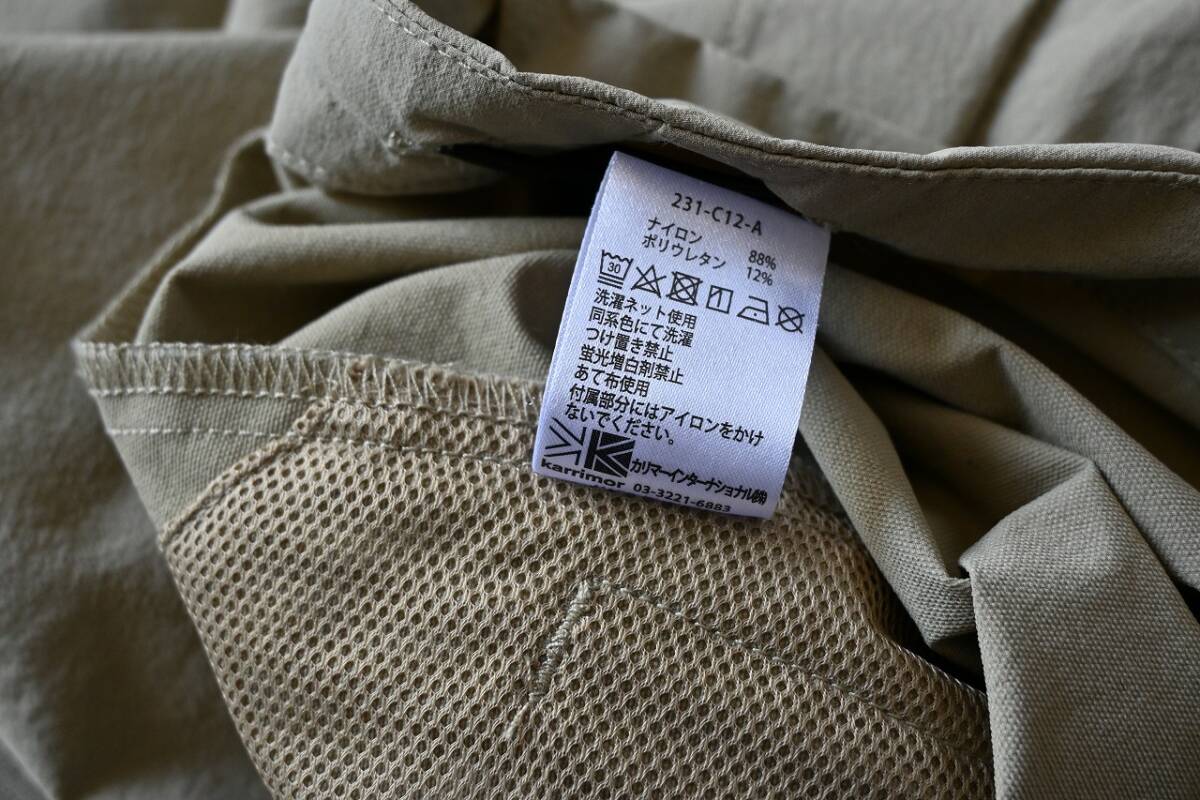 231-C12-A
ナイロン 88%
ポリウレタン 12%
30
洗濯ネット使用
同系色にて洗濯
つけ置き禁止
蛍光増白剤禁止
あて布使用
付属部分にはアイロンをかけ
ないでください。
karrimor カリマーインターナショナル㈱
03-3221-6883